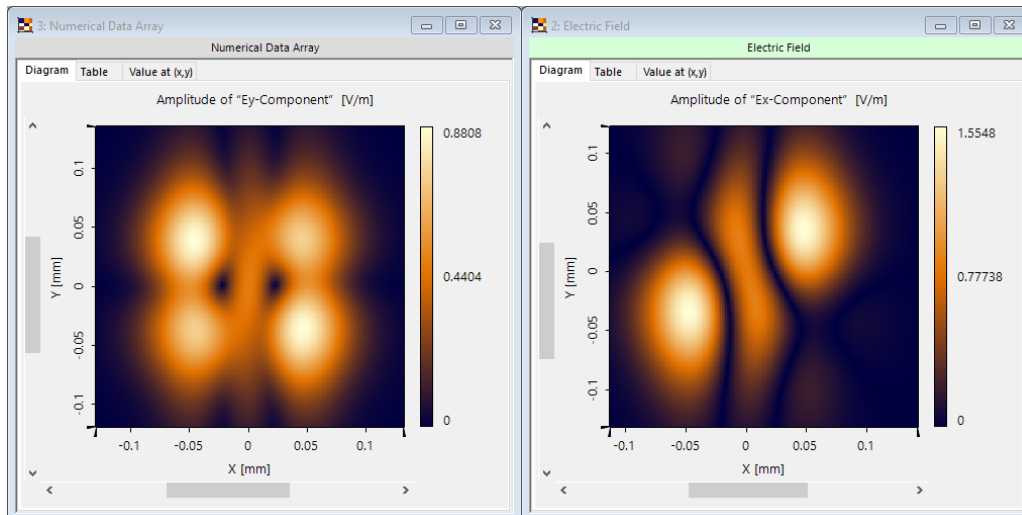 3: Numerical Data Array
Numerical Data Array
Diagram Table Value at (x,y)
Amplitude of "Ey-Component" [V/m]
0.8808
0.4404
0
0.1
0.05
0
-0.05
-0.1
Y [mm]
-0.1 -0.05 0 0.05 0.1
X [mm]
2: Electric Field
Electric Field
Diagram Table Value at (x,y)
Amplitude of "Ex-Component" [V/m]
1.5548
0.77738
0
0.1
0.05
0
-0.05
-0.1
Y [mm]
-0.1 -0.05 0 0.05 0.1
X [mm]